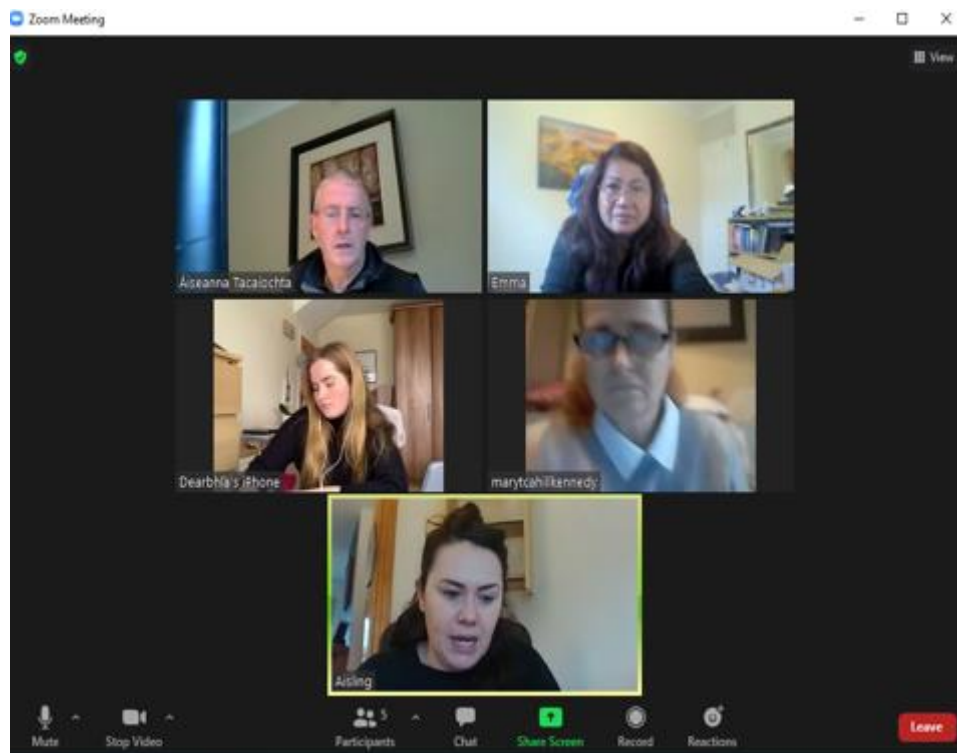 Zoom Meeting
View
Áiseanna Tacaíochta
Emma
Dearbhla's iPhone
marytcahillkennedy
Aisling
5
Mute
Stop Video
Participants
Chat
Share Screen
Record
Reactions
Leave